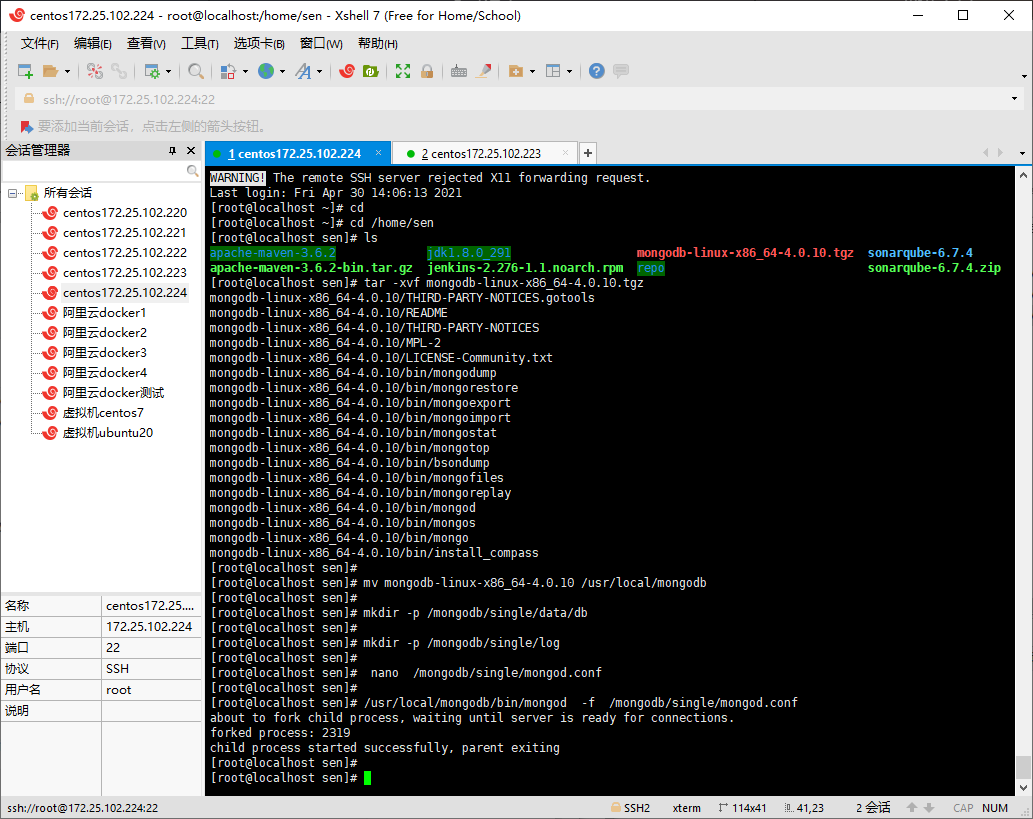 centos172.25.102.224 - root@localhost:/home/sen - Xshell 7 (Free for Home/School)
文件(F) 编辑(E) 查看(V) 工具(T) 选项卡(B) 窗口(W) 帮助(H)
ssh://root@172.25.102.224:22
要添加当前会话，点击左侧的箭头按钮。
会话管理器
所有会话
centos172.25.102.220
centos172.25.102.221
centos172.25.102.222
centos172.25.102.223
centos172.25.102.224
阿里云docker1
阿里云docker2
阿里云docker3
阿里云docker4
阿里云docker测试
虚拟机centos7
虚拟机ubuntu20
名称 centos172.25....
主机 172.25.102.224
端口 22
协议 SSH
用户名 root
说明
1 centos172.25.102.224 × 2 centos172.25.102.223 × +
WARNING! The remote SSH server rejected X11 forwarding request.
Last login: Fri Apr 30 14:06:13 2021
[root@localhost ~]# cd
[root@localhost ~]# cd /home/sen
[root@localhost sen]# ls
apache-maven-3.6.2 jdk1.8.0_291 mongodb-linux-x86_64-4.0.10.tgz sonarqube-6.7.4
apache-maven-3.6.2-bin.tar.gz jenkins-2.276-1.1.noarch.rpm repo sonarqube-6.7.4.zip
[root@localhost sen]# tar -xvf mongodb-linux-x86_64-4.0.10.tgz
mongodb-linux-x86_64-4.0.10/THIRD-PARTY-NOTICES.gotools
mongodb-linux-x86_64-4.0.10/README
mongodb-linux-x86_64-4.0.10/THIRD-PARTY-NOTICES
mongodb-linux-x86_64-4.0.10/MPL-2
mongodb-linux-x86_64-4.0.10/LICENSE-Community.txt
mongodb-linux-x86_64-4.0.10/bin/mongodump
mongodb-linux-x86_64-4.0.10/bin/mongorestore
mongodb-linux-x86_64-4.0.10/bin/mongoexport
mongodb-linux-x86_64-4.0.10/bin/mongoimport
mongodb-linux-x86_64-4.0.10/bin/mongostat
mongodb-linux-x86_64-4.0.10/bin/mongotop
mongodb-linux-x86_64-4.0.10/bin/bsondump
mongodb-linux-x86_64-4.0.10/bin/mongofiles
mongodb-linux-x86_64-4.0.10/bin/mongoreplay
mongodb-linux-x86_64-4.0.10/bin/mongod
mongodb-linux-x86_64-4.0.10/bin/mongos
mongodb-linux-x86_64-4.0.10/bin/mongo
mongodb-linux-x86_64-4.0.10/bin/install_compass
[root@localhost sen]#
[root@localhost sen]# mv mongodb-linux-x86_64-4.0.10 /usr/local/mongodb
[root@localhost sen]#
[root@localhost sen]# mkdir -p /mongodb/single/data/db
[root@localhost sen]#
[root@localhost sen]# mkdir -p /mongodb/single/log
[root@localhost sen]#
[root@localhost sen]#  nano  /mongodb/single/mongod.conf
[root@localhost sen]#
[root@localhost sen]# /usr/local/mongodb/bin/mongod  -f  /mongodb/single/mongod.conf
about to fork child process, waiting until server is ready for connections.
forked process: 2319
child process started successfully, parent exiting
[root@localhost sen]#
[root@localhost sen]#
ssh://root@172.25.102.224:22 SSH2 xterm 114x41 41,23 2 会话 CAP NUM